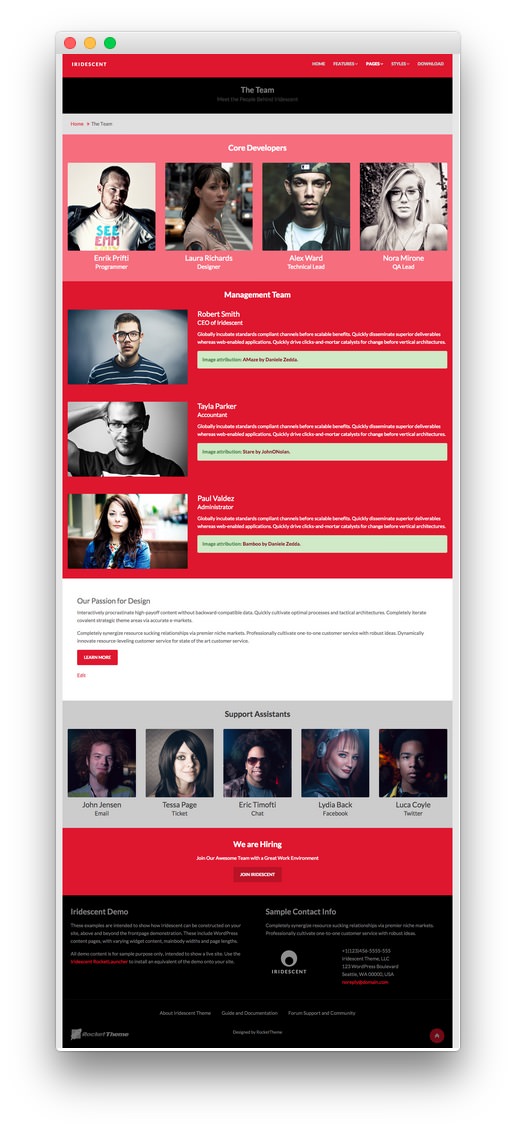 IRIDESCENT
HOME FEATURES PAGES STYLES DOWNLOAD
The Team
Meet the People Behind Iridescent
Home The Team
Core Developers
SEE
EMM
Enrik Prifti Laura Richards Alex Ward Nora Mirone
Programmer Designer Technical Lead QA Lead
Management Team
Robert Smith
CEO of Iridescent
Globally incubate standards compliant channels before scalable benefits. Quickly disseminate superior deliverables
whereas web-enabled applications. Quickly drive clicks-and-mortar catalysts for change before vertical architectures.
Image attribution: AMaze by Daniele Zedda.
Tayla Parker
Accountant
Globally incubate standards compliant channels before scalable benefits. Quickly disseminate superior deliverables
whereas web-enabled applications. Quickly drive clicks-and-mortar catalysts for change before vertical architectures.
Image attribution: Stare by JohnONolan.
Paul Valdez
Administrator
Globally incubate standards compliant channels before scalable benefits. Quickly disseminate superior deliverables
whereas web-enabled applications. Quickly drive clicks-and-mortar catalysts for change before vertical architectures.
Image attribution: Bamboo by Daniele Zedda.
Our Passion for Design
Interactively procrastinate high-payoff content without backward-compatible data. Quickly cultivate optimal processes and tactical architectures. Completely iterate
covalent strategic theme areas via accurate e-markets.
Completely synergize resource sucking relationships via premier niche markets. Professionally cultivate one-to-one customer service with robust ideas. Dynamically
innovate resource-leveling customer service for state of the art customer service.
LEARN MORE
Edit
Support Assistants
John Jensen Tessa Page Eric Timofti Lydia Back Luca Coyle
Email Ticket Chat Facebook Twitter
We are Hiring
Join Our Awesome Team with a Great Work Environment
JOIN IRIDESCENT
Iridescent Demo
These examples are intended to show how Iridescent can be constructed on your
site, above and beyond the frontpage demonstration. These include WordPress
content pages, with varying widget content, mainbody widths and page lengths.
All demo content is for sample purpose only, intended to show a live site. Use the
Iridescent RocketLauncher to install an equivalent of the demo onto your site.
Sample Contact Info
Completely synergize resource sucking relationships via premier niche markets.
Professionally cultivate one-to-one customer service with robust ideas.
IRIDESCENT
+1(123)456-5555-555
Iridescent Theme, LLC
123 WordPress Boulevard
Seattle, WA 00000, USA
noreply@domain.com
About Iridescent Theme Guide and Documentation Forum Support and Community
RocketTheme
Designed by RocketTheme